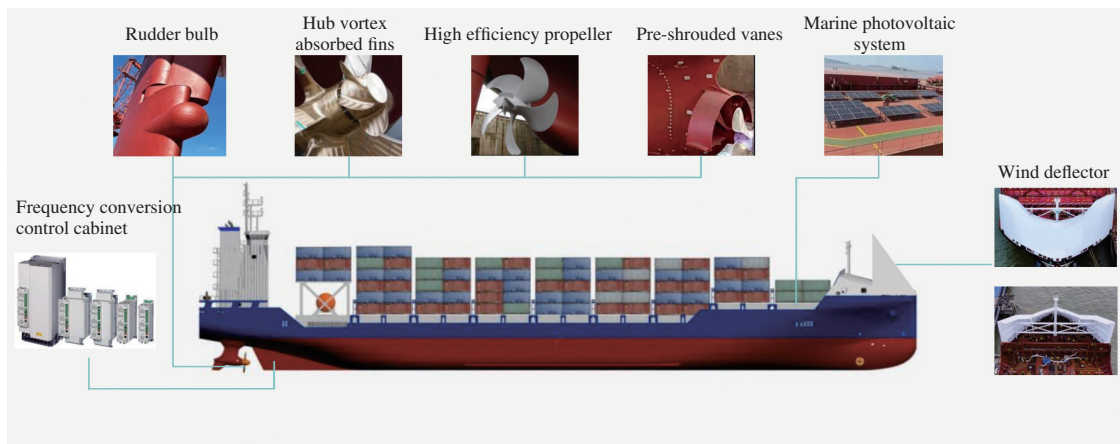 Rudder bulb
Hub vortex
absorbed fins
High efficiency propeller
Pre-shrouded vanes
Marine photovoltaic
system
Wind deflector
Frequency conversion
control cabinet